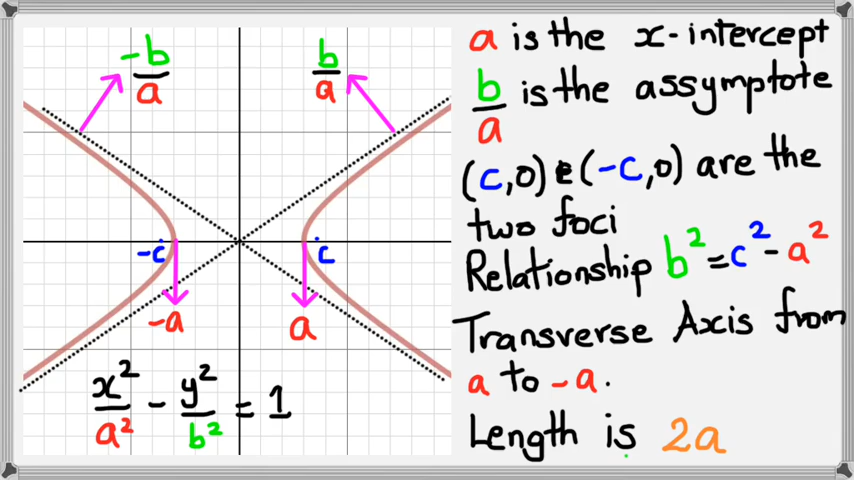 -b/a
b/a
-c
c
-a
a
x²/a² - y²/b² = 1
a is the x-intercept
b/a is the assymptote
(c,0) & (-c,0) are the
two foci
Relationship b² = c² - a²
Transverse Axis from
a to -a.
Length is 2a